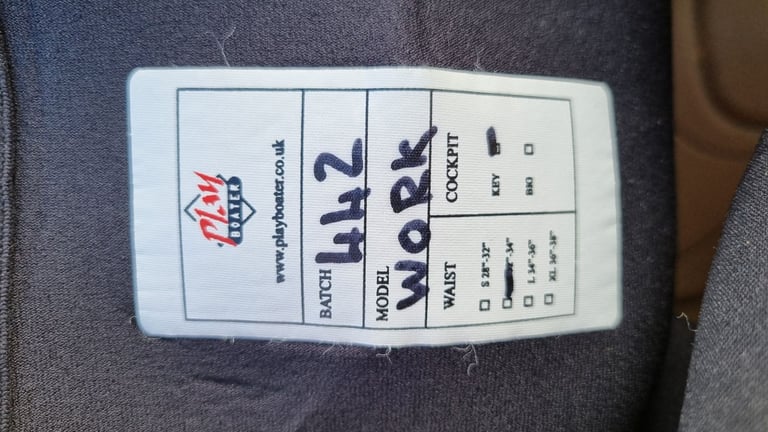 PLAY
BOATER
www.playboater.co.uk
BATCH 442
MODEL WORK
WAIST
S 28"-32"
-34"
L 34"-36"
XL 36"-38"
COCKPIT
KEY
BIG